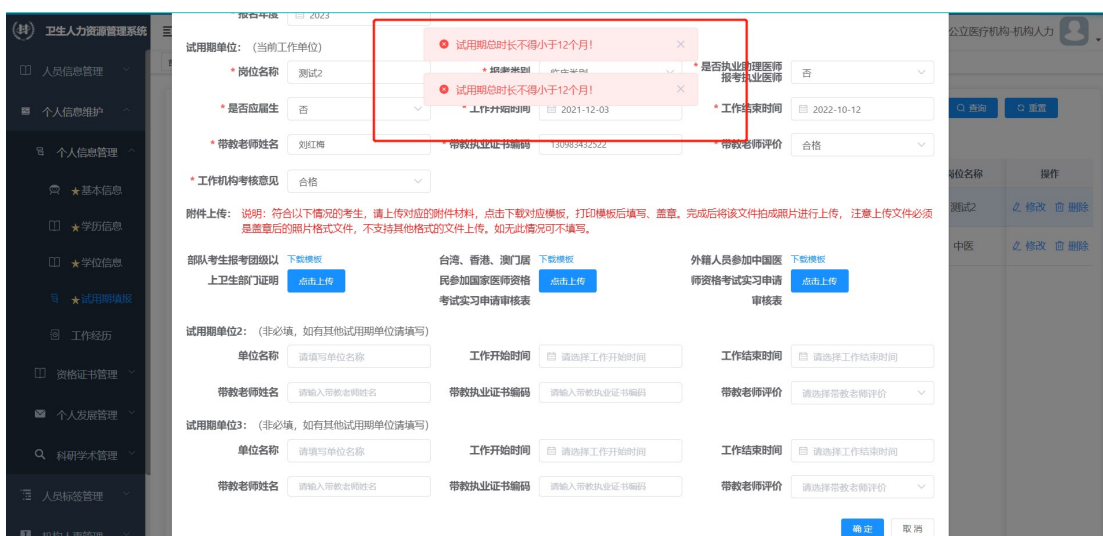 卫生人力资源管理系统
公立医疗机构-机构人力
报名年度 2023
试用期总时长不得小于12个月!
试用期总时长不得小于12个月!
试用期单位: (当前工作单位)
* 岗位名称 测试2 * 报考类别 临床类别 * 是否执业助理医师报考执业医师 否
* 是否应届生 否 * 工作开始时间 2021-12-03 * 工作结束时间 2022-10-12
* 带教老师姓名 刘红梅 * 带教执业证书编码 130983432522 * 带教老师评价 合格
* 工作机构考核意见 合格
附件上传: 说明:符合以下情况的考生,请上传对应的附件材料,点击下载对应模板,打印模板后填写、盖章。完成后将该文件拍成照片进行上传, 注意上传文件必须
是盖章后的照片格式文件,不支持其他格式的文件上传。如无此情况可不填写。
部队考生报考团级以上卫生部门证明 下载模板 点击上传
台湾、香港、澳门居民参加国家医师资格考试实习申请审核表 下载模板 点击上传
外籍人员参加中国医师资格考试实习申请审核表 下载模板 点击上传
试用期单位2: (非必填,如有其他试用期单位请填写)
单位名称 请填写单位名称 工作开始时间 请选择工作开始时间 工作结束时间 请选择工作结束时间
带教老师姓名 请输入带教老师姓名 带教执业证书编码 请输入带教执业证书编码 带教老师评价 请选择带教老师评价
试用期单位3: (非必填,如有其他试用期单位请填写)
单位名称 请填写单位名称 工作开始时间 请选择工作开始时间 工作结束时间 请选择工作结束时间
带教老师姓名 请输入带教老师姓名 带教执业证书编码 请输入带教执业证书编码 带教老师评价 请选择带教老师评价
确定 取消
人员信息管理
个人信息维护
个人信息管理
★基本信息
★学历信息
★学位信息
★试用期填报
工作经历
资格证书管理
个人发展管理
科研学术管理
人员标签管理
机构人事管理
查询 重置
岗位名称 操作
测试2 修改 删除
中医 修改 删除